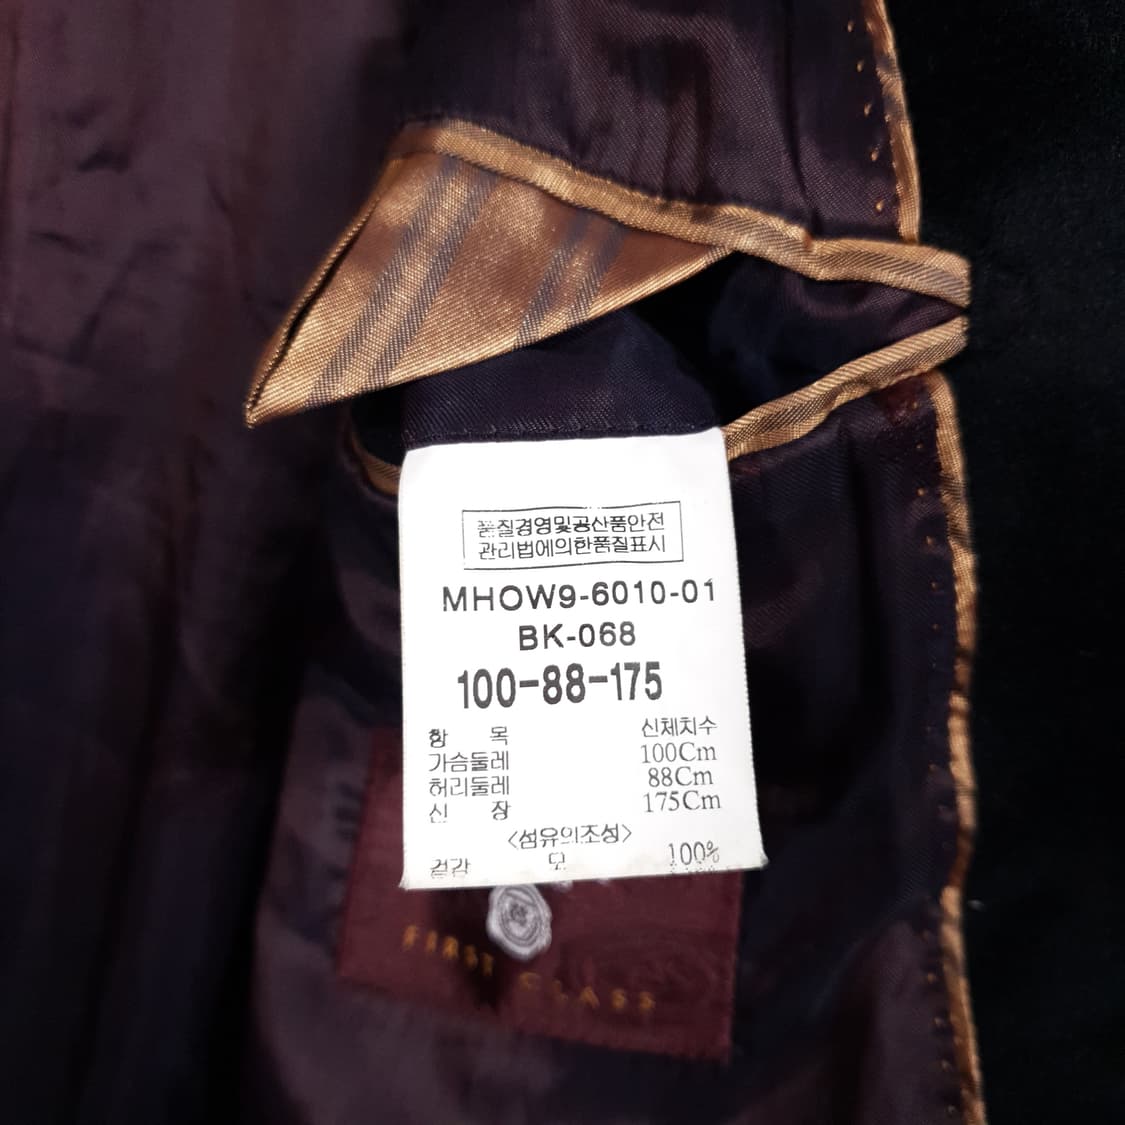 품질경영및공산품안전
관리법에의한품질표시
MHOW9-6010-01
BK-068
100-88-175
항 목 신체치수
가슴둘레 100Cm
허리둘레 88Cm
신 장 175Cm
<섬유의조성>
겉감 모 100%
FIRST CLASS